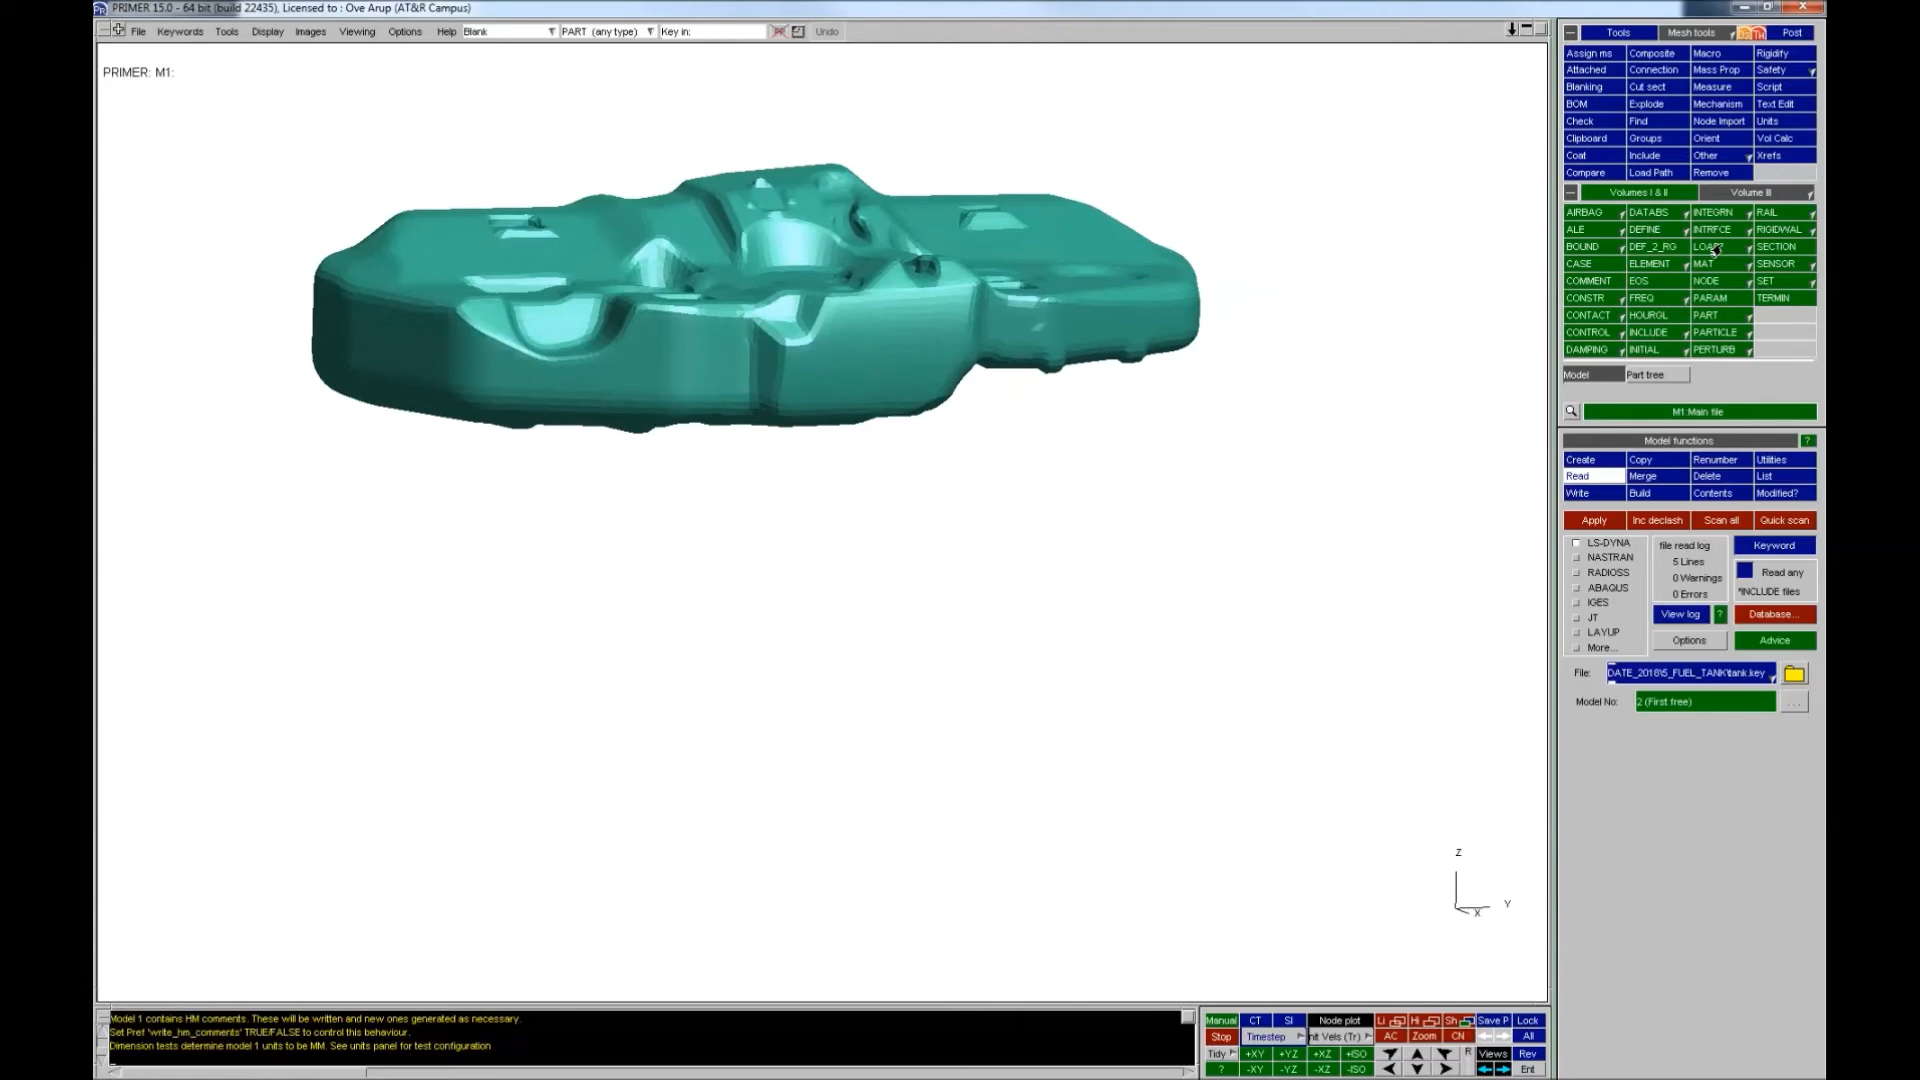 PRIMER 15.0 - 64 bit (build 22435), Licensed to : Ove Arup (AT&R Campus)
File Keywords Tools Display Images Viewing Options Help Blank PART (any type) Key in: Undo
PRIMER: M1:
Z
Y
X
Tools Mesh tools Post
Assign ms Composite Macro Rigidify
Attached Connection Mass Prop Safety
Blanking Cut sect Measure Script
BOM Explode Mechanism Text Edit
Check Find Node Import Units
Clipboard Groups Orient Vol Calc
Coat Include Other Xrefs
Compare Load Path Remove
Volumes I & II Volume III
AIRBAG DATABS INTEGRN RAIL
ALE DEFINE INTRFCE RIGIDWAL
BOUND DEF_2_RG SECTION
CASE ELEMENT MAT SENSOR
COMMENT EOS NODE SET
CONSTR FREQ PARAM TERMIN
CONTACT HOURGL PART
CONTROL INCLUDE PARTICLE
DAMPING INITIAL PERTURB
Model Part tree
M1:Main file
Model functions ?
Create Copy Renumber Utilities
Read Merge Delete List
Write Build Contents Modified?
Apply Inc declash Scan all Quick scan
LS-DYNA
NASTRAN
RADIOSS
ABAQUS
IGES
JT
LAYUP
More...
file read log
5 Lines
0 Warnings
0 Errors
View log ?
Options
Keyword
Read any
*INCLUDE files
Database...
Advice
File: DATE_2018\5_FUEL_TANK\tank.key
Model No: 2 (First free) ...
Model 1 contains HM comments. These will be written and new ones generated as necessary.
Set Pref 'write_hm_comments' TRUE/FALSE to control this behaviour.
Dimension tests determine model 1 units to be MM. See units panel for test configuration
Manual CT SI Node plot Li Hi Sh Save P Lock
Stop Timestep nit Vels (Tr) AC Zoom CN All
Tidy +XY +YZ +XZ +ISO R Views Rev
? -XY -YZ -XZ -ISO Ent